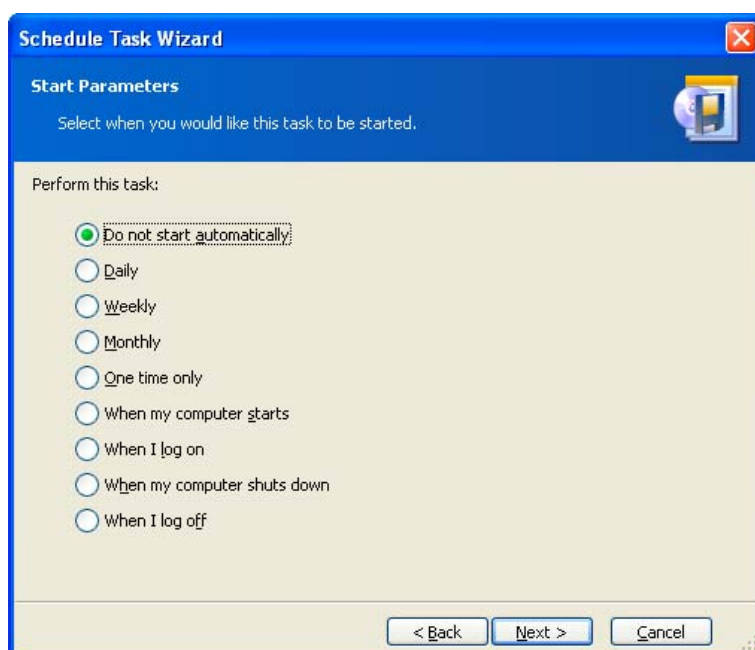 Schedule Task Wizard
Start Parameters
Select when you would like this task to be started.
Perform this task:
Do not start automatically
Daily
Weekly
Monthly
One time only
When my computer starts
When I log on
When my computer shuts down
When I log off
< Back Next > Cancel